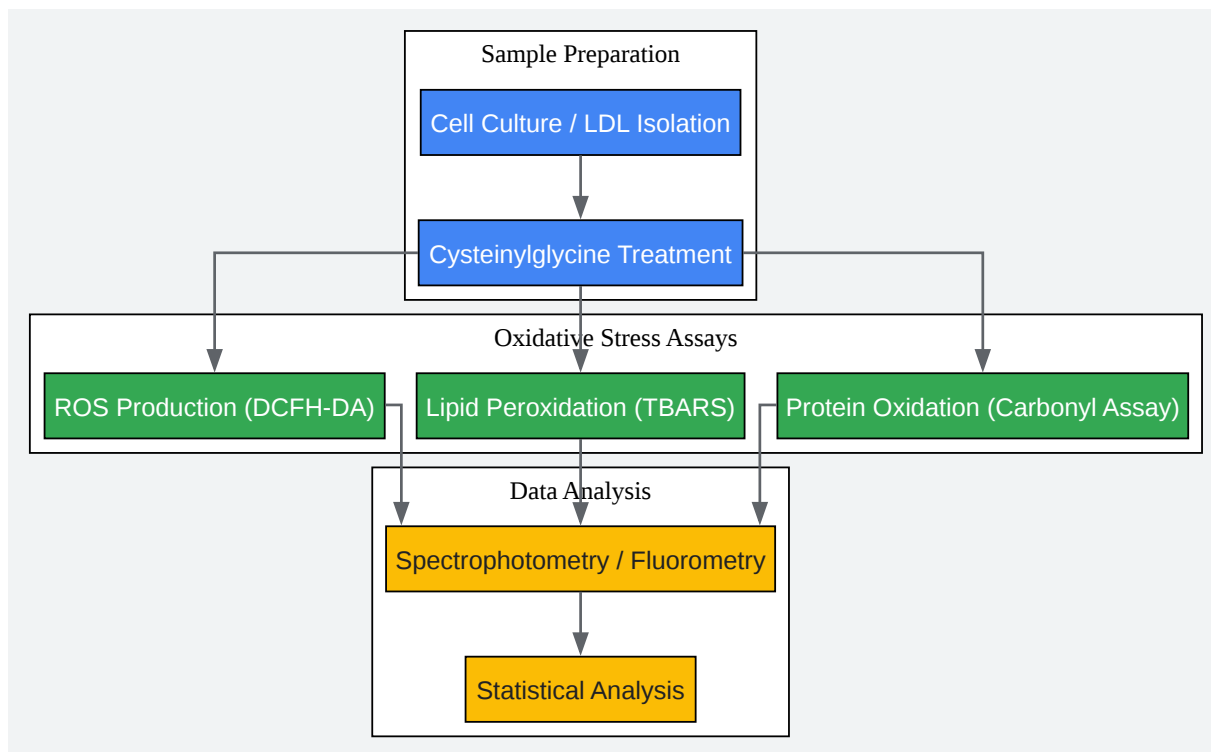 Sample Preparation
Cell Culture / LDL Isolation
Cysteinylglycine Treatment
Oxidative Stress Assays
ROS Production (DCFH-DA)
Lipid Peroxidation (TBARS)
Protein Oxidation (Carbonyl Assay)
Data Analysis
Spectrophotometry / Fluorometry
Statistical Analysis